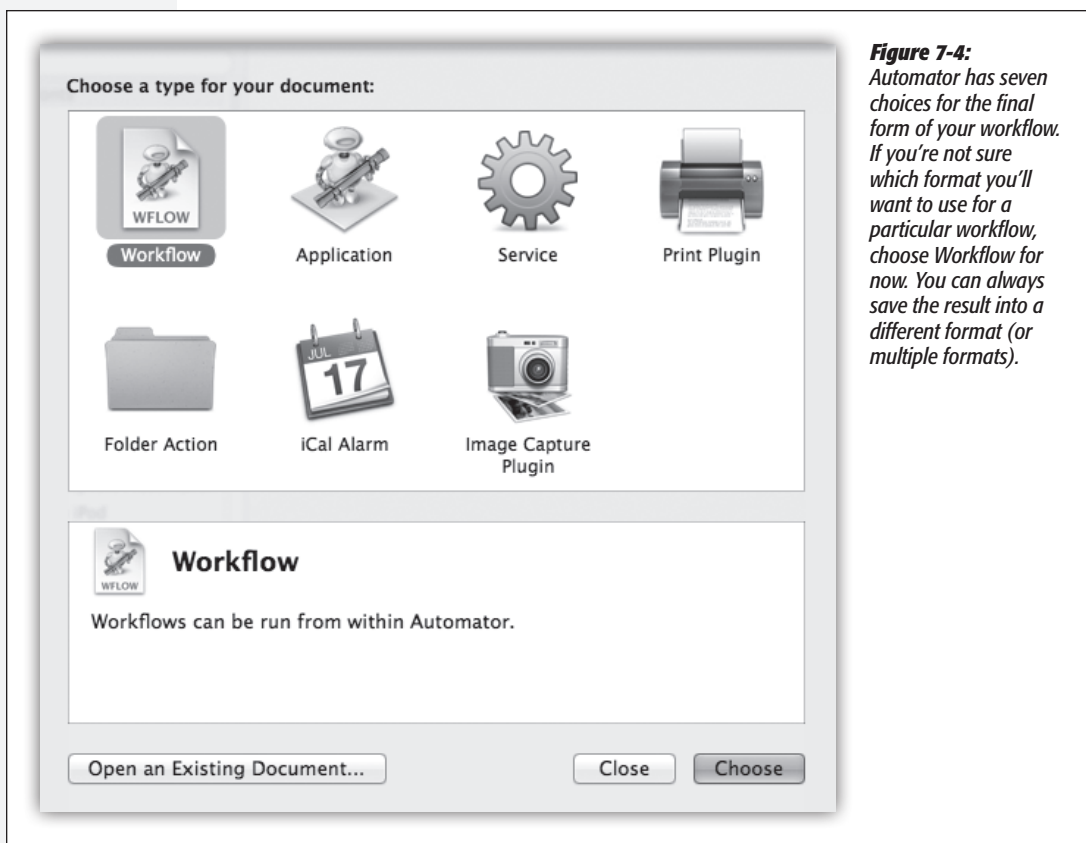 Choose a type for your document:
WFLOW
Workflow
Application
Service
Print Plugin
Folder Action
JUL
17
iCal Alarm
Image Capture
Plugin
WFLOW
Workflow
Workflows can be run from within Automator.
Open an Existing Document...
Close
Choose
Figure 7-4:
Automator has seven
choices for the final
form of your workflow.
If you're not sure
which format you'll
want to use for a
particular workflow,
choose Workflow for
now. You can always
save the result into a
different format (or
multiple formats).